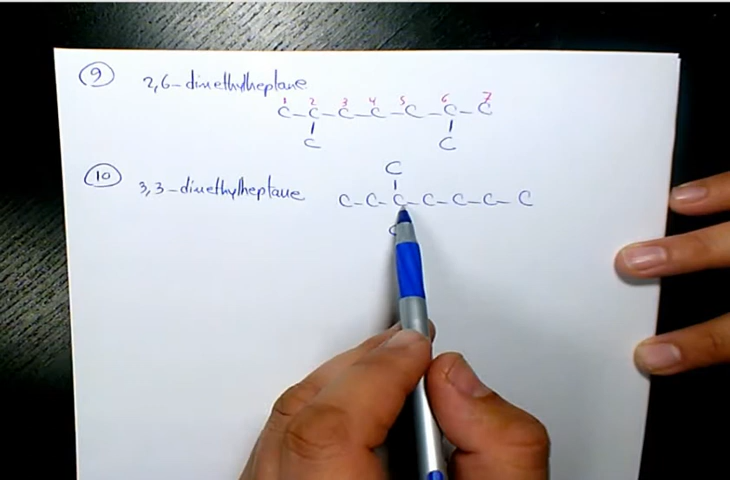 9 2,6-dimethylheptane
1 2 3 4 5 6 7
C-C-C-C-C-C-C
C C
10 C
3,3-dimethylheptane C-C-C-C-C-C-C
C